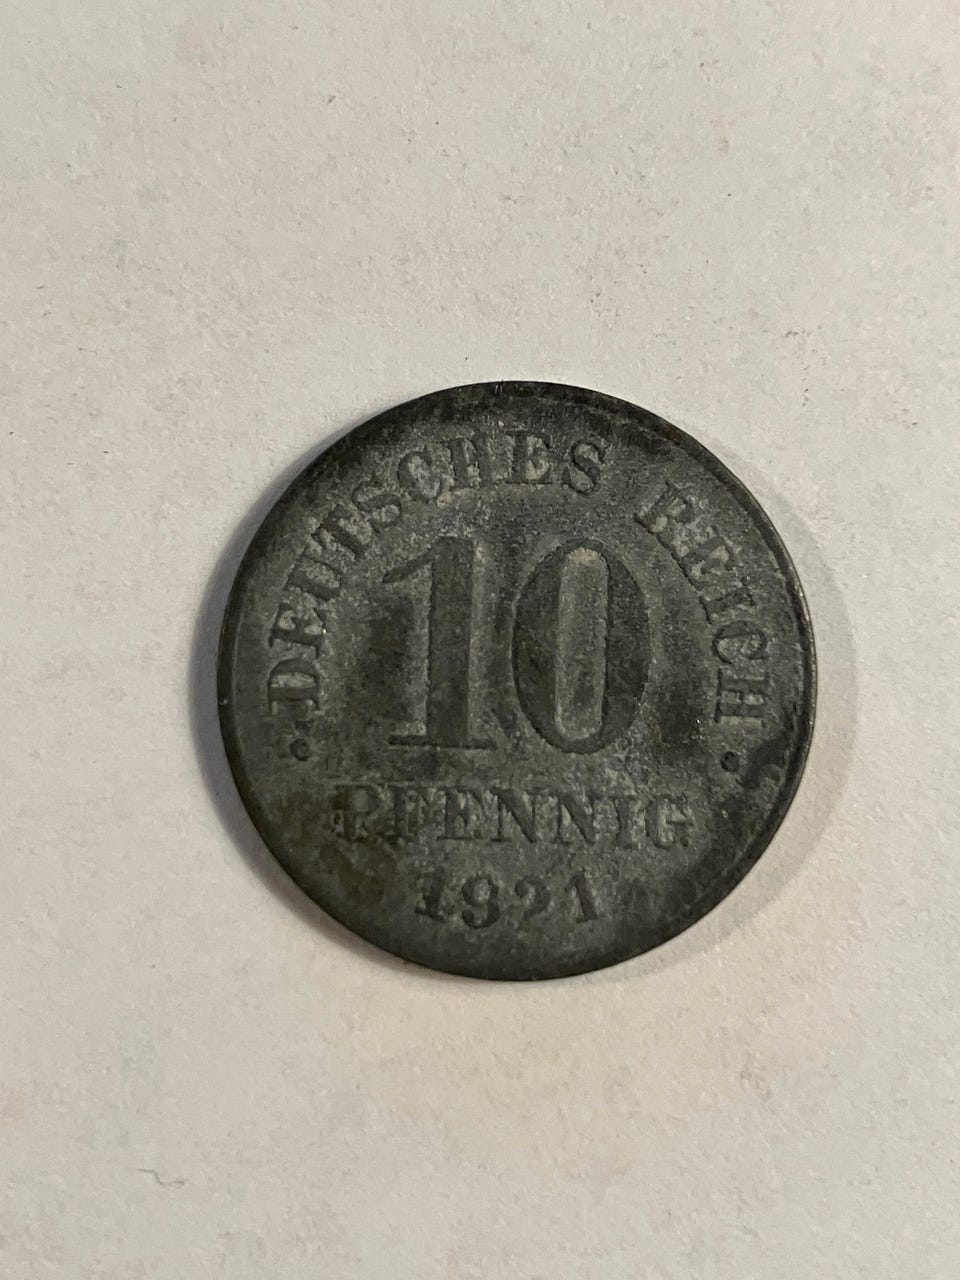 DEUTSCHES REICH
10
PFENNIG
1921